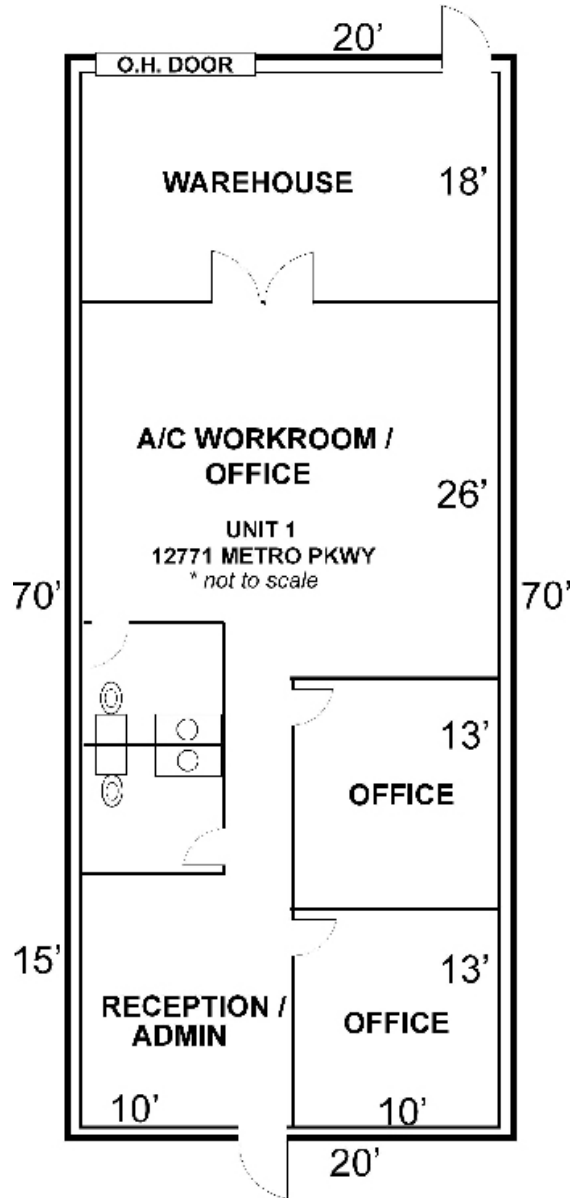 20’
O.H. DOOR
WAREHOUSE
18’
A/C WORKROOM /
OFFICE
26’
UNIT 1
12771 METRO PKWY
* not to scale
70’
70’
13’
OFFICE
15’
13’
RECEPTION /
ADMIN
OFFICE
10’
10’
20’